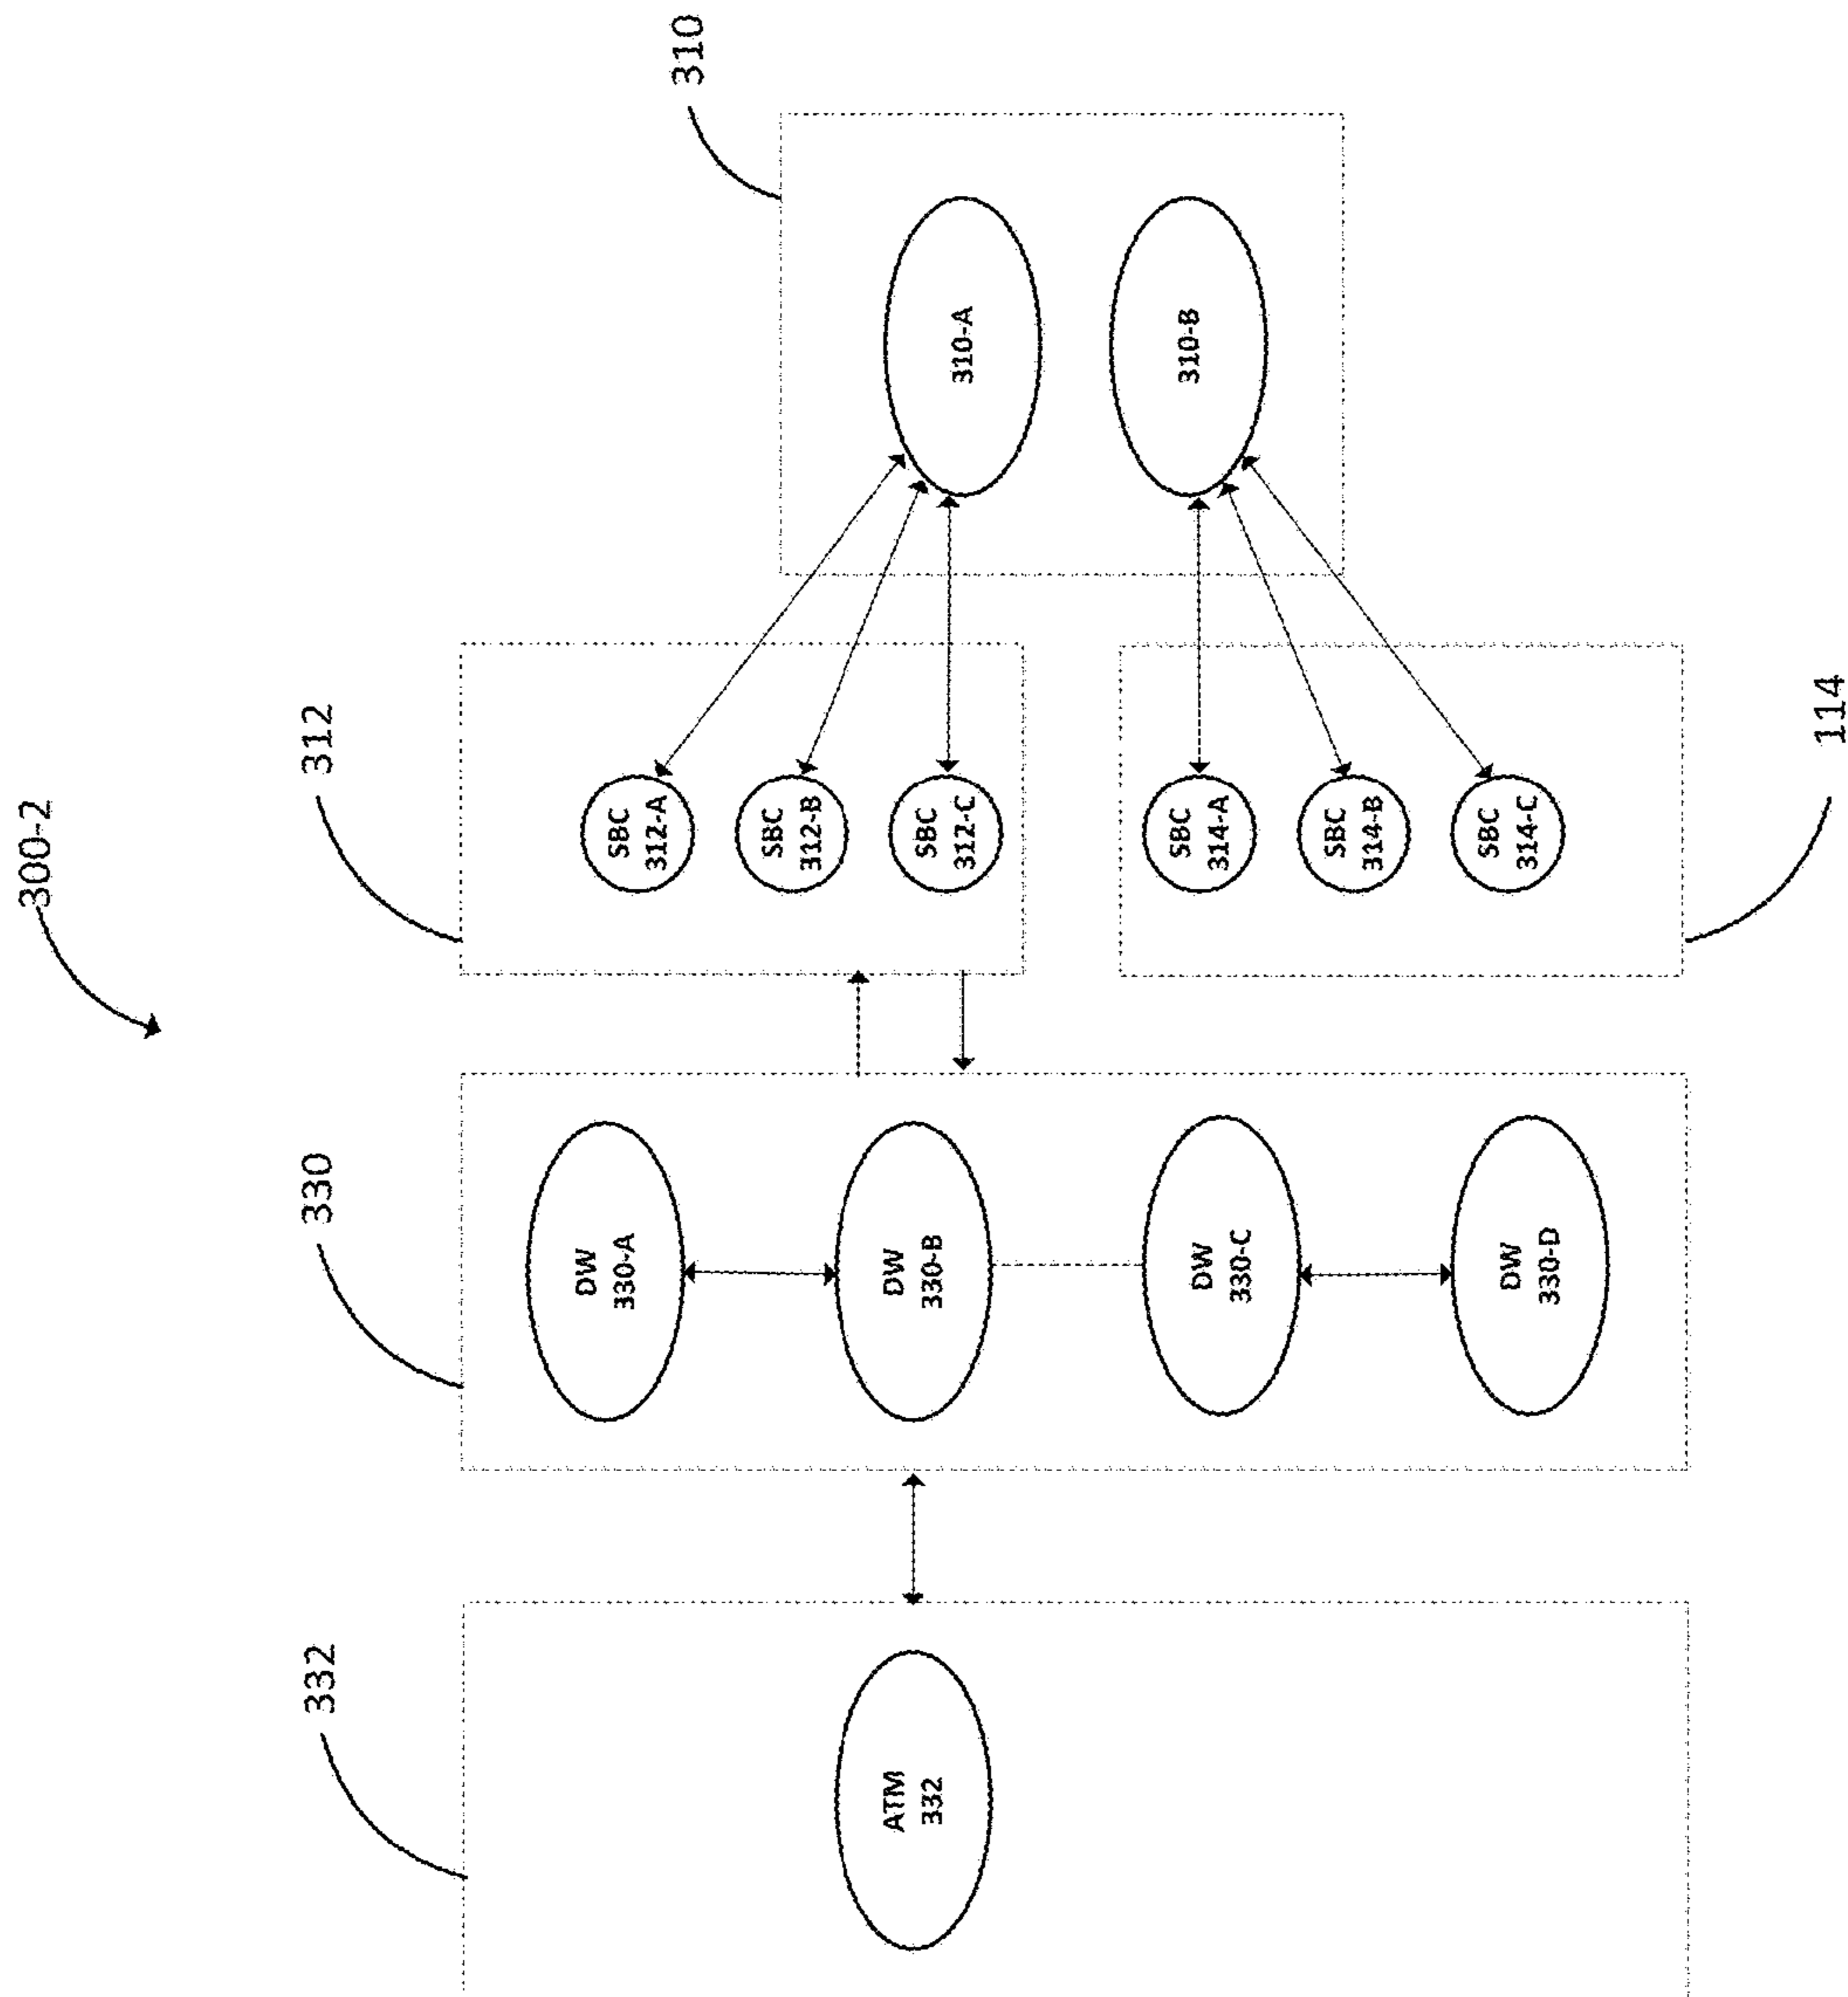 300-2
332
330
312
310
ATM
332
DW
330-A
DW
330-B
DW
330-C
DW
330-D
SBC
312-A
SBC
312-B
SBC
312-C
SBC
314-A
SBC
314-B
SBC
314-C
310-A
310-B
114